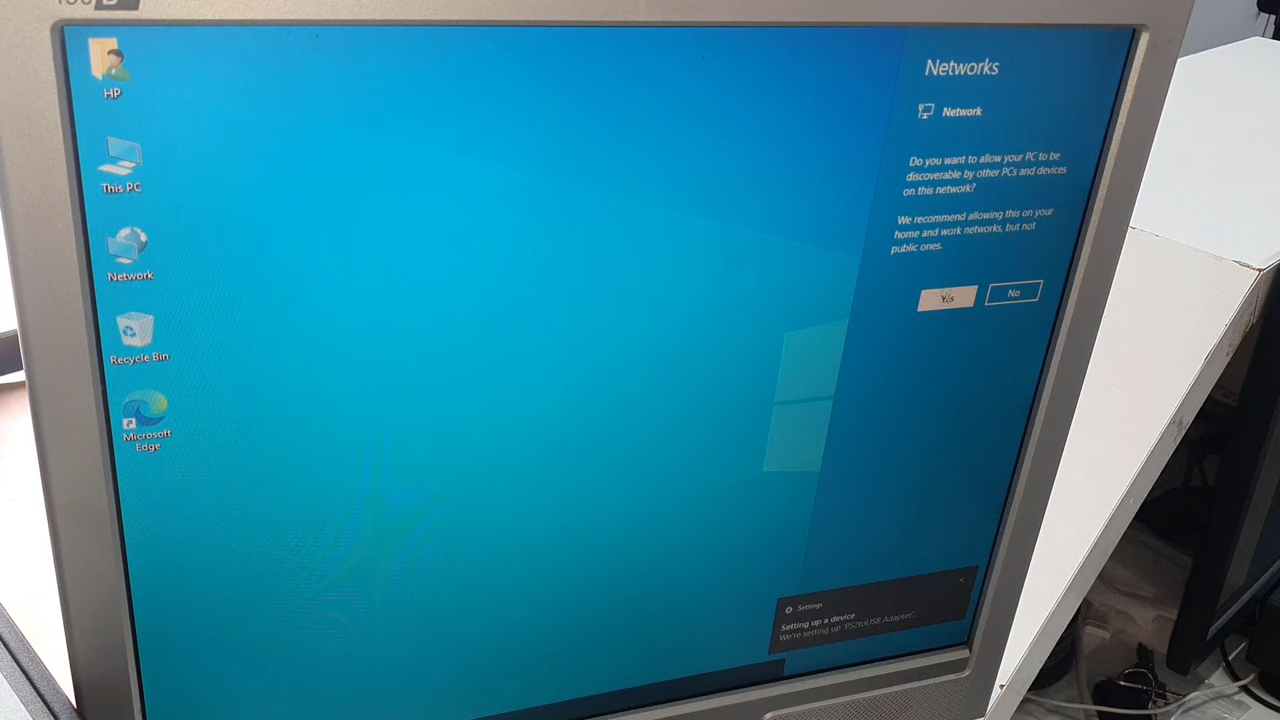 HP
This PC
Network
Recycle Bin
Microsoft
Edge
Networks
Network
Do you want to allow your PC to be
discoverable by other PCs and devices
on this network?
We recommend allowing this on your
home and work networks, but not
public ones.
Yes
No
Settings
Setting up a device
We're setting up 'PS2toUSB Adapter'.